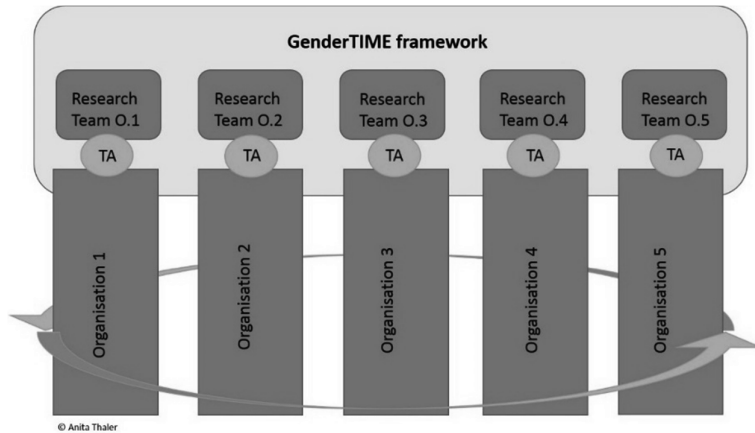 GenderTIME framework
Research
Team O.1
Research
Team O.2
Research
Team O.3
Research
Team O.4
Research
Team O.5
TA
TA
TA
TA
TA
Organisation 1
Organisation 2
Organisation 3
Organisation 4
Organisation 5
© Anita Thaler